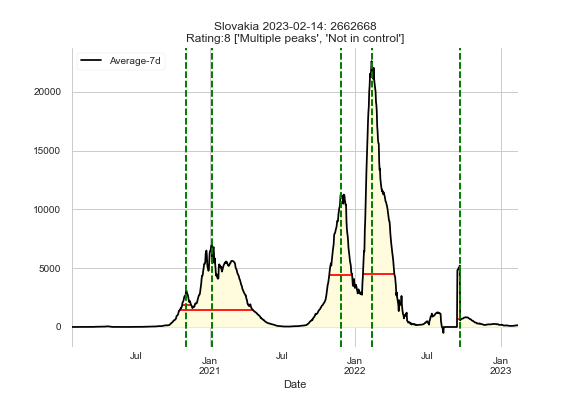 Slovakia 2023-02-14: 2662668
Rating:8 ['Multiple peaks', 'Not in control']
Average-7d
20000
15000
10000
5000
0
Jul
Jan
2021
Jul
Jan
2022
Jul
Jan
2023
Date